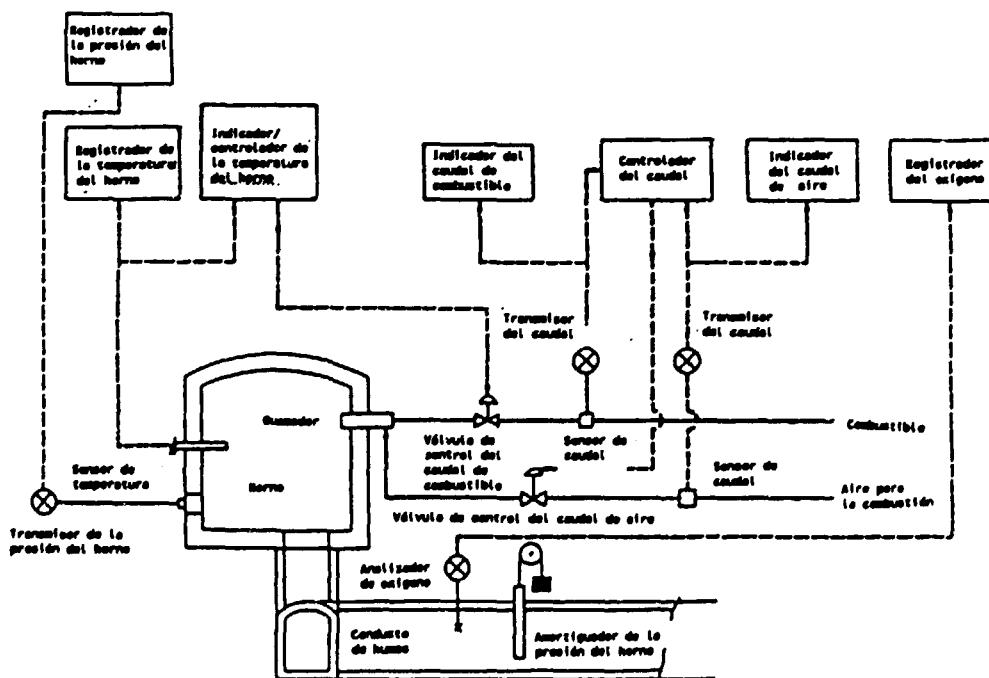 Registrador de
la presión del
horno
Registrador de
la temperatura
del horno
Indicador/
controlador de
la temperatura
del horno
Indicador del
caudal de
combustible
Controlador
del caudal
Indicador
del caudal
de aire
Registrador
del oxígeno
Transmisor
del caudal
Transmisor
del caudal
Quemador
Combustible
Válvula de
control del
caudal de
combustible
Sensor de
caudal
Sensor de
caudal
Sensor de
temperatura
Horno
Aire para
la combustión
Válvula de control del caudal de aire
Transmisor de la
presión del horno
Analizador
de oxígeno
Conducto
de humos
Amortiguador de la
presión del horno